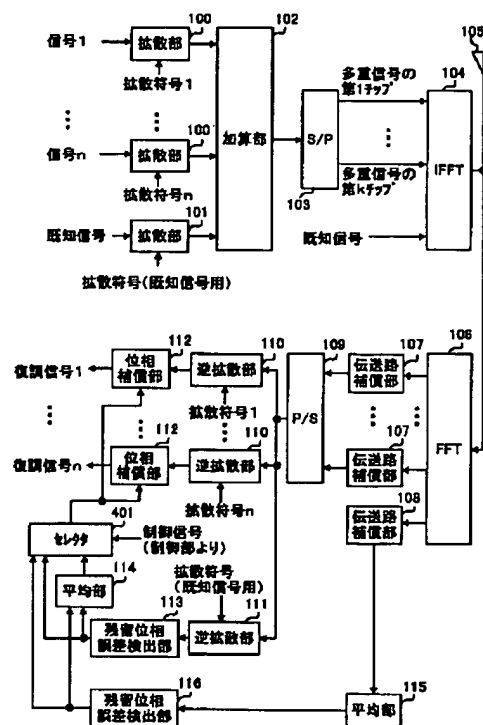 信号1
100
拡散部
拡散符号1
102
加算部
信号n
100
拡散部
拡散符号n
既知信号
101
拡散部
拡散符号(既知信号用)
S/P
103
多重信号の
第1チップ
多重信号の
第kチップ
既知信号
104
IFFT
105
復調信号1
112
位相
補償部
110
逆拡散部
拡散符号1
109
P/S
107
伝送路
補償部
106
FFT
復調信号n
112
位相
補償部
110
逆拡散部
拡散符号n
107
伝送路
補償部
108
伝送路
補償部
401
セレクタ
制御信号
(制御部より)
114
平均部
拡散符号
(既知信号用)
113
残留位相
誤差検出部
111
逆拡散部
116
残留位相
誤差検出部
115
平均部